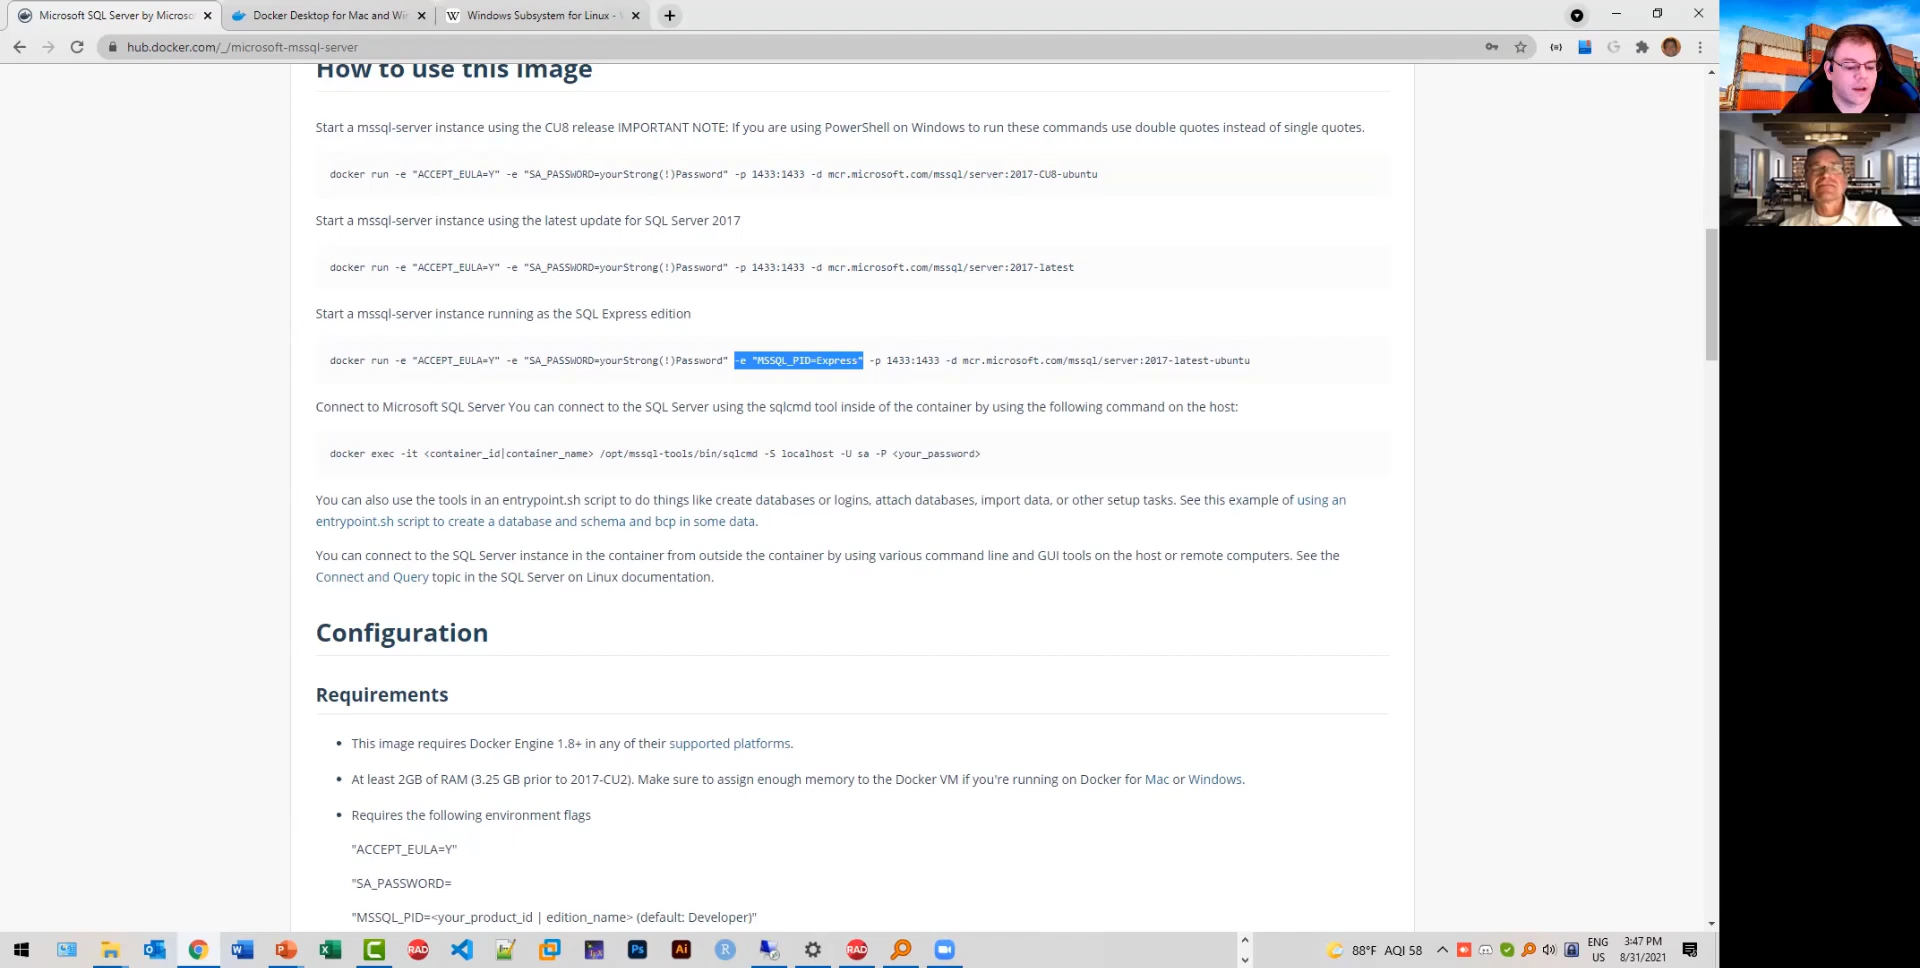 Microsoft SQL Server by Microso
Docker Desktop for Mac and Wi
Windows Subsystem for Linux -
hub.docker.com/_/microsoft-mssql-server
How to use this Image
Start a mssql-server instance using the CU8 release IMPORTANT NOTE: If you are using PowerShell on Windows to run these commands use double quotes instead of single quotes.
docker run -e "ACCEPT_EULA=Y" -e "SA_PASSWORD=yourStrong(!)Password" -p 1433:1433 -d mcr.microsoft.com/mssql/server:2017-CU8-ubuntu
Start a mssql-server instance using the latest update for SQL Server 2017
docker run -e "ACCEPT_EULA=Y" -e "SA_PASSWORD=yourStrong(!)Password" -p 1433:1433 -d mcr.microsoft.com/mssql/server:2017-latest
Start a mssql-server instance running as the SQL Express edition
docker run -e "ACCEPT_EULA=Y" -e "SA_PASSWORD=yourStrong(!)Password" -e "MSSQL_PID=Express" -p 1433:1433 -d mcr.microsoft.com/mssql/server:2017-latest-ubuntu
Connect to Microsoft SQL Server You can connect to the SQL Server using the sqlcmd tool inside of the container by using the following command on the host:
docker exec -it <container_id|container_name> /opt/mssql-tools/bin/sqlcmd -S localhost -U sa -P <your_password>
You can also use the tools in an entrypoint.sh script to do things like create databases or logins, attach databases, import data, or other setup tasks. See this example of using an
entrypoint.sh script to create a database and schema and bcp in some data.
You can connect to the SQL Server instance in the container from outside the container by using various command line and GUI tools on the host or remote computers. See the
Connect and Query topic in the SQL Server on Linux documentation.
Configuration
Requirements
• This image requires Docker Engine 1.8+ in any of their supported platforms.
• At least 2GB of RAM (3.25 GB prior to 2017-CU2). Make sure to assign enough memory to the Docker VM if you're running on Docker for Mac or Windows.
• Requires the following environment flags
"ACCEPT_EULA=Y"
"SA_PASSWORD=
"MSSQL_PID=<your_product_id | edition_name> (default: Developer)"
RAD
Ps
Ai
R
RAD
88°F AQI 58
ENG
US
3:47 PM
8/31/2021